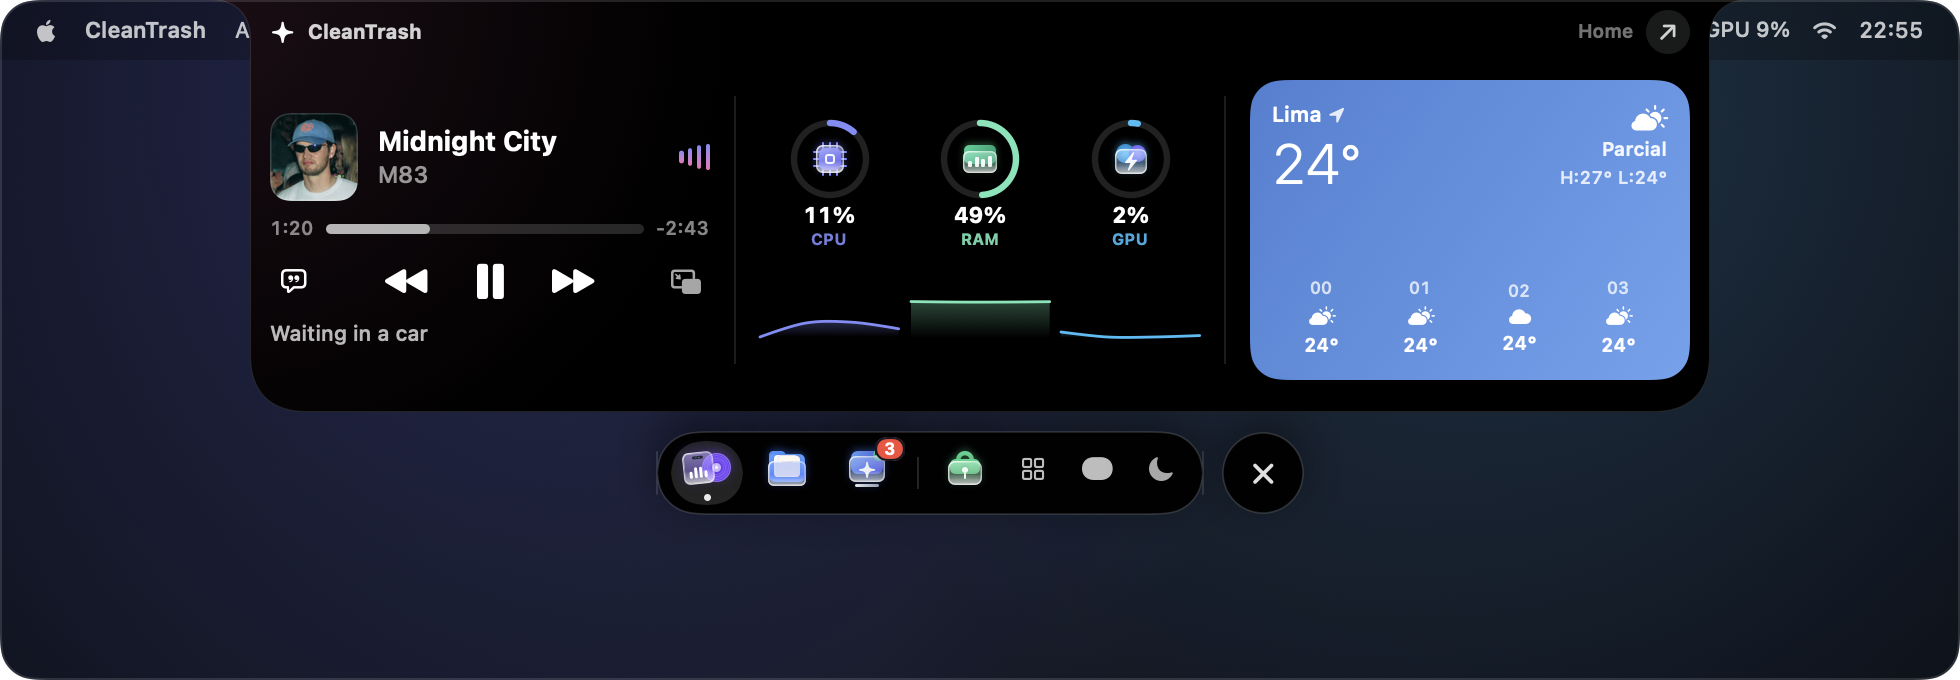 CleanTrash A
CleanTrash
Home
GPU 9%
22:55
Midnight City
M83
1:20
-2:43
Waiting in a car
11%
CPU
49%
RAM
2%
GPU
Lima
24°
Parcial
H:27° L:24°
00
01
02
03
24°
24°
24°
24°
3